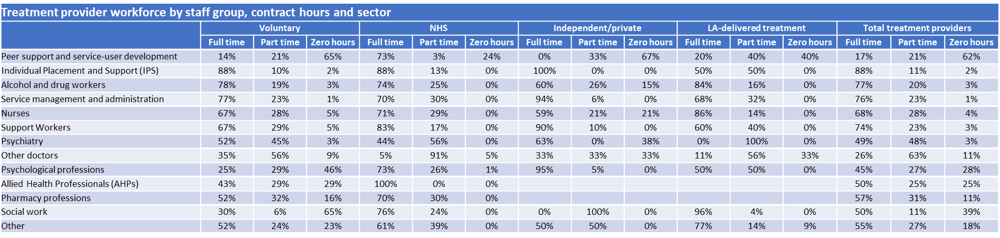 Treatment provider workforce by staff group, contract hours and sector
Voluntary NHS Independent/private LA-delivered treatment Total treatment providers
Full time Part time Zero hours Full time Part time Zero hours Full time Part time Zero hours Full time Part time Zero hours Full time Part time Zero hours
Peer support and service-user development 14% 21% 65% 73% 3% 24% 0% 33% 67% 20% 40% 40% 17% 21% 62%
Individual Placement and Support (IPS) 88% 10% 2% 88% 13% 0% 100% 0% 0% 50% 50% 0% 88% 11% 2%
Alcohol and drug workers 78% 19% 3% 74% 25% 0% 60% 26% 15% 84% 16% 0% 77% 20% 3%
Service management and administration 77% 23% 1% 70% 30% 0% 94% 6% 0% 68% 32% 0% 76% 23% 1%
Nurses 67% 28% 5% 71% 29% 0% 59% 21% 21% 86% 14% 0% 68% 28% 4%
Support Workers 67% 29% 5% 83% 17% 0% 90% 10% 0% 60% 40% 0% 74% 23% 3%
Psychiatry 52% 45% 3% 44% 56% 0% 63% 0% 38% 0% 100% 0% 49% 48% 3%
Other doctors 35% 56% 9% 5% 91% 5% 33% 33% 33% 11% 56% 33% 26% 63% 11%
Psychological professions 25% 29% 46% 73% 26% 1% 95% 5% 0% 50% 50% 0% 45% 27% 28%
Allied Health Professionals (AHPs) 43% 29% 29% 100% 0% 0% 50% 25% 25%
Pharmacy professions 52% 32% 16% 70% 30% 0% 57% 31% 11%
Social work 30% 6% 65% 76% 24% 0% 0% 100% 0% 96% 4% 0% 50% 11% 39%
Other 52% 24% 23% 61% 39% 0% 50% 50% 0% 77% 14% 9% 55% 27% 18%